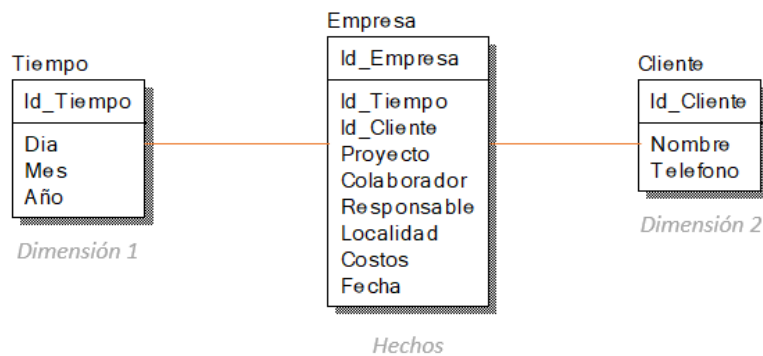 Tiempo
Id_Tiempo
Dia
Mes
Año
Dimensión 1
Empresa
Id_Empresa
Id_Tiempo
Id_Cliente
Proyecto
Colaborador
Responsable
Localidad
Costos
Fecha
Hechos
Cliente
Id_Cliente
Nombre
Telefono
Dimensión 2